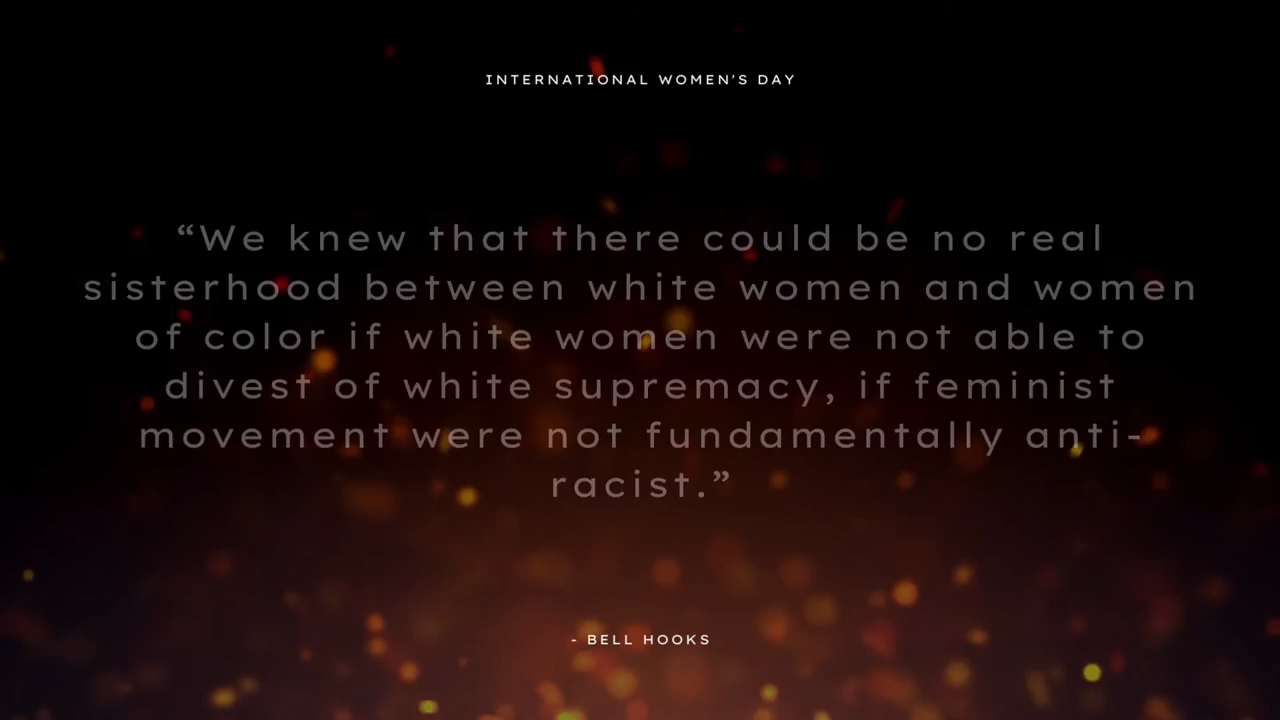 INTERNATIONAL WOMEN'S DAY
“We knew that there could be no real
sisterhood between white women and women
of color if white women were not able to
divest of white supremacy, if feminist
movement were not fundamentally anti-
racist.”
- BELL HOOKS